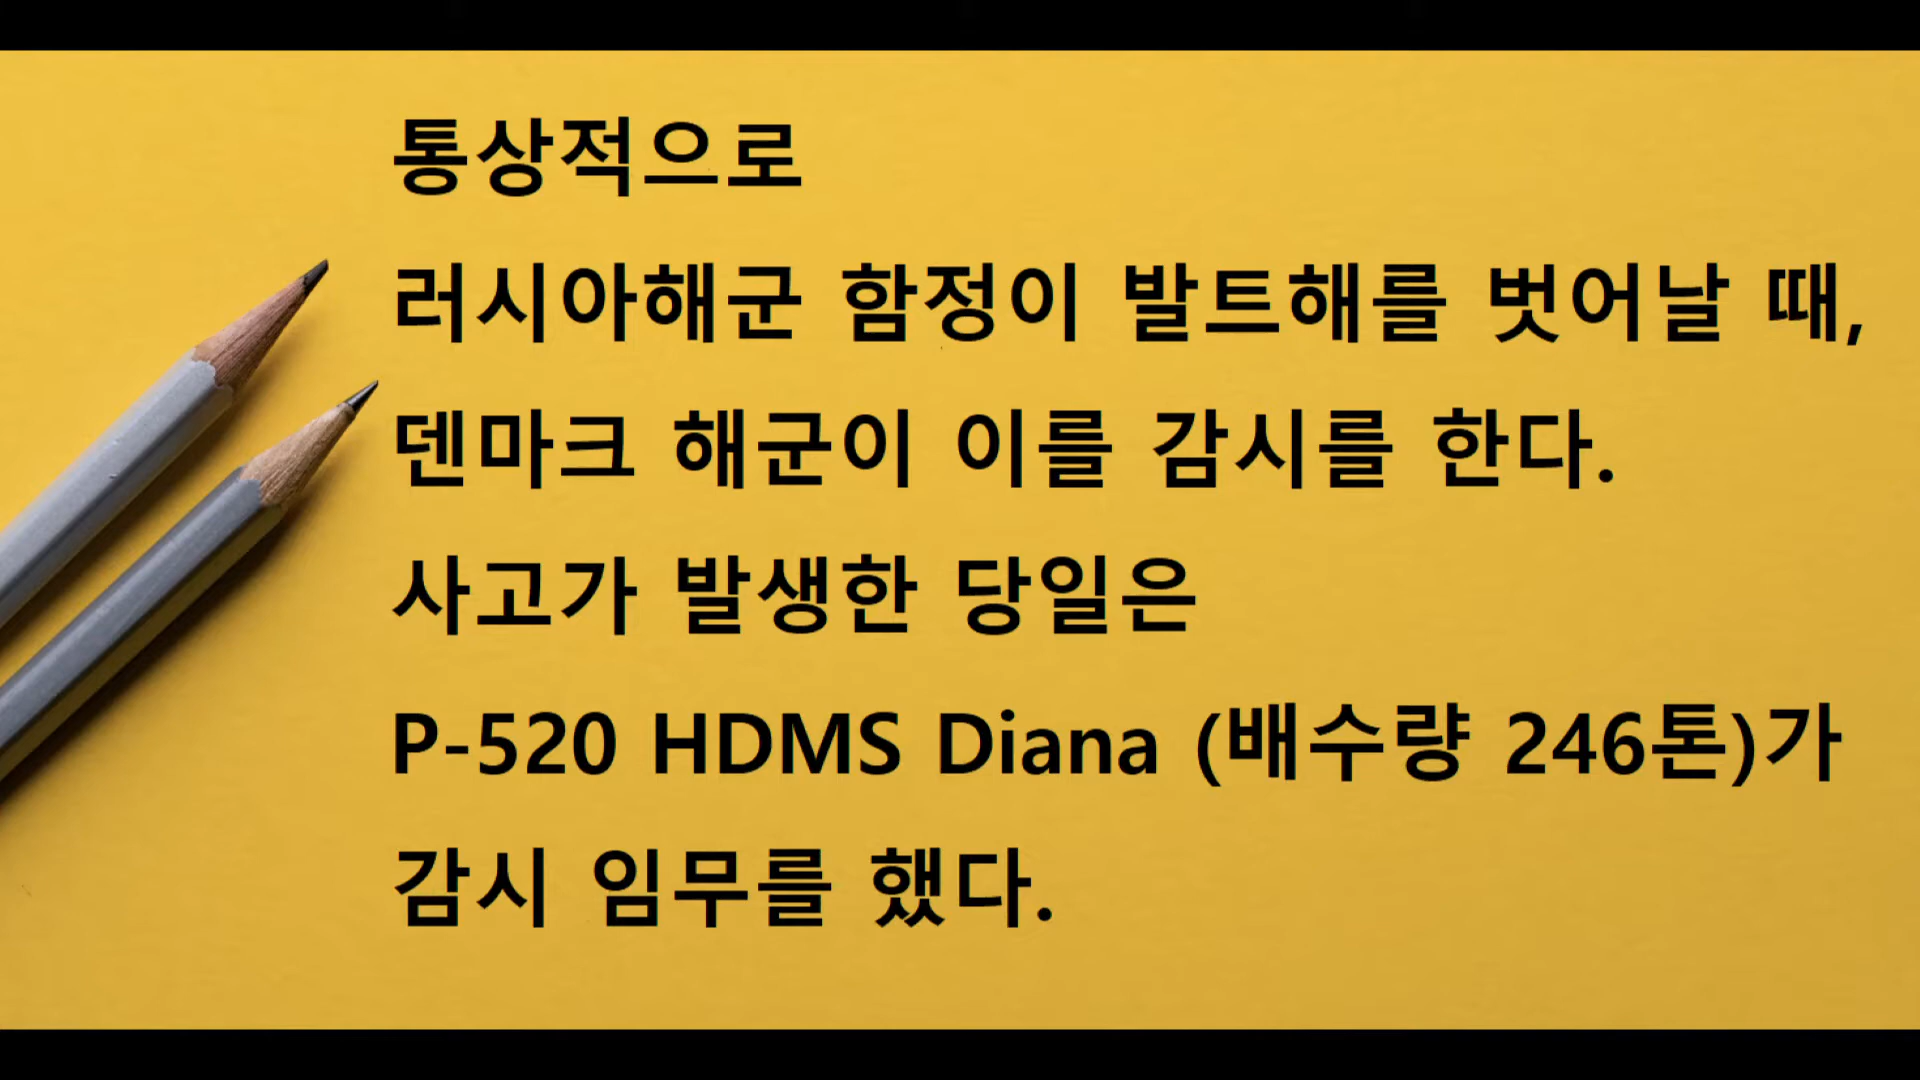 통상적으로
러시아해군 함정이 발트해를 벗어날 때,
덴마크 해군이 이를 감시를 한다.
사고가 발생한 당일은
P-520 HDMS Diana (배수량 246톤)가
감시 임무를 했다.